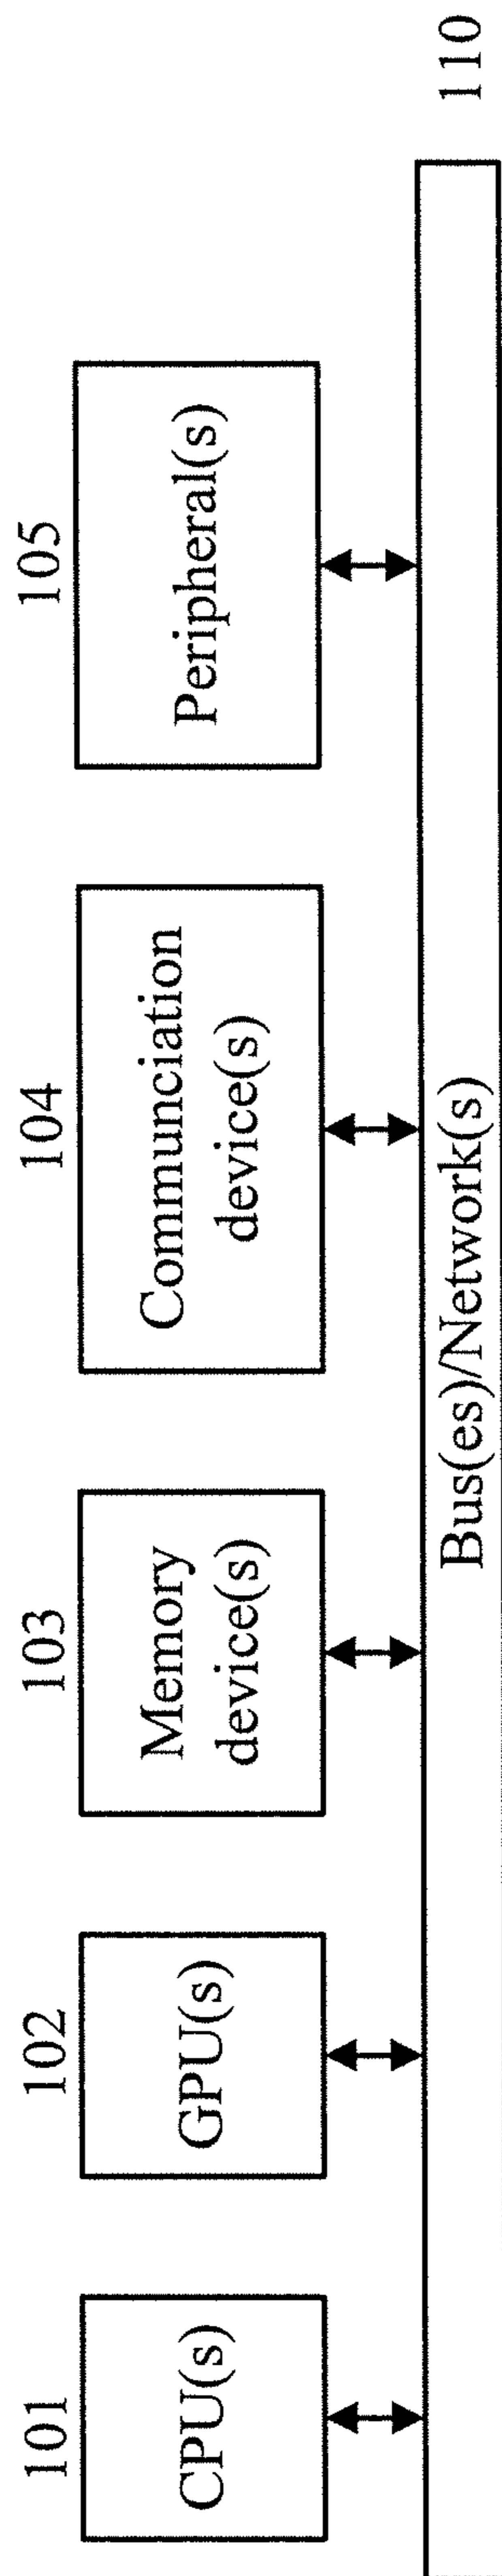 101
102
103
104
105
CPU(s)
GPU(s)
Memory
device(s)
Communciation
device(s)
Peripheral(s)
Bus(es)/Network(s)
110